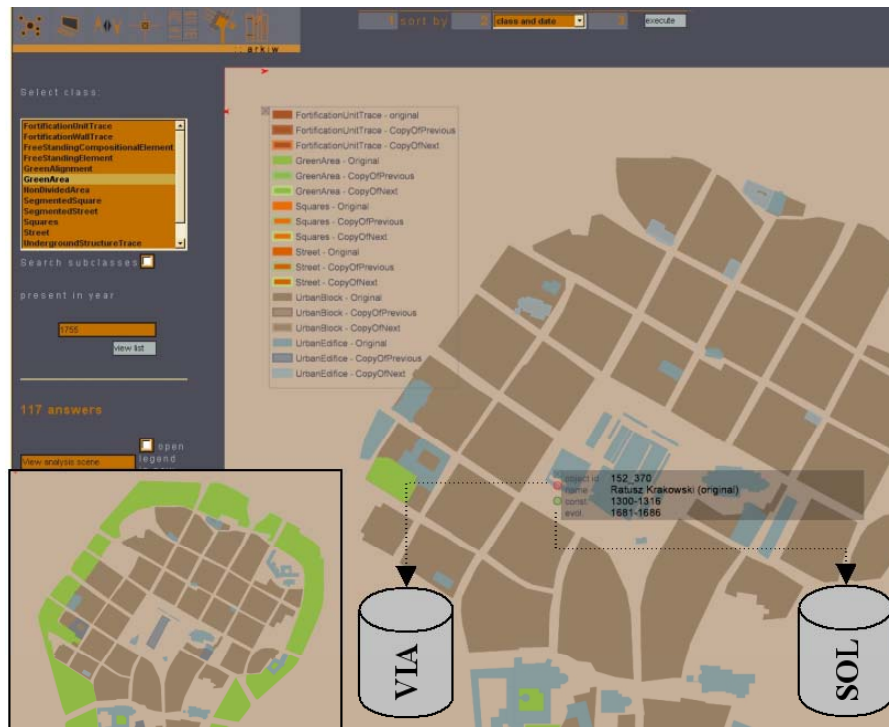 1 sort by 2 class and date 3 execute
:: arkiw
Select class:
FortificationUnitTrace
FortificationWallTrace
FreeStandingCompositionalElement
FreeStandingElement
GreenAlignment
GreenArea
NonDividedArea
SegmentedSquare
SegmentedStreet
Squares
Street
UndergroundStructureTrace
Search subclasses
present in year
1755
view list
117 answers
open
legend
View analysis scene
FortificationUnitTrace - original
FortificationUnitTrace - CopyOfPrevious
FortificationUnitTrace - CopyOfNext
GreenArea - Original
GreenArea - CopyOfPrevious
GreenArea - CopyOfNext
Squares - Original
Squares - CopyOfPrevious
Squares - CopyOfNext
Street - Original
Street - CopyOfPrevious
Street - CopyOfNext
UrbanBlock - Original
UrbanBlock - CopyOfPrevious
UrbanBlock - CopyOfNext
UrbanEdifice - Original
UrbanEdifice - CopyOfPrevious
UrbanEdifice - CopyOfNext
object id 152_370
name Ratusz Krakowski (original)
const. 1300-1316
evol. 1681-1686
VIA
SOL